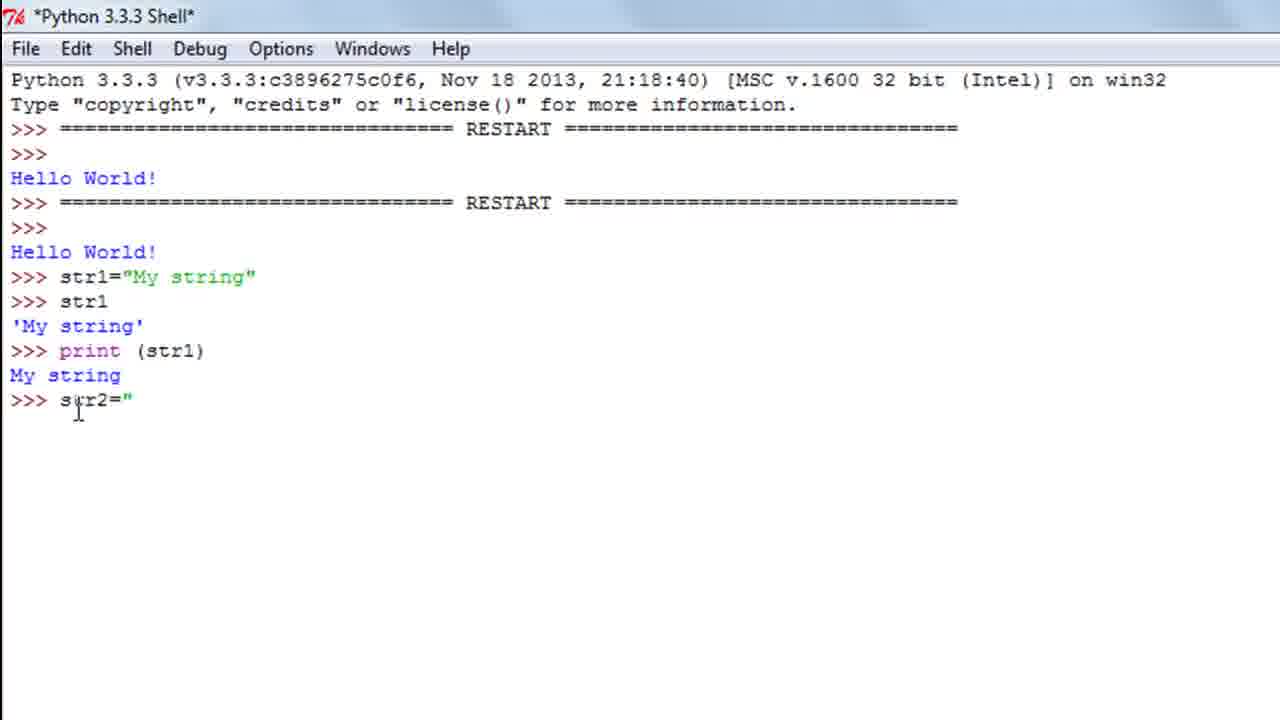 *Python 3.3.3 Shell*
File Edit Shell Debug Options Windows Help
Python 3.3.3 (v3.3.3:c3896275c0f6, Nov 18 2013, 21:18:40) [MSC v.1600 32 bit (Intel)] on win32
Type "copyright", "credits" or "license()" for more information.
>>> ================================ RESTART ================================
>>>
Hello World!
>>> ================================ RESTART ================================
>>>
Hello World!
>>> str1="My string"
>>> str1
'My string'
>>> print (str1)
My string
>>> str2="